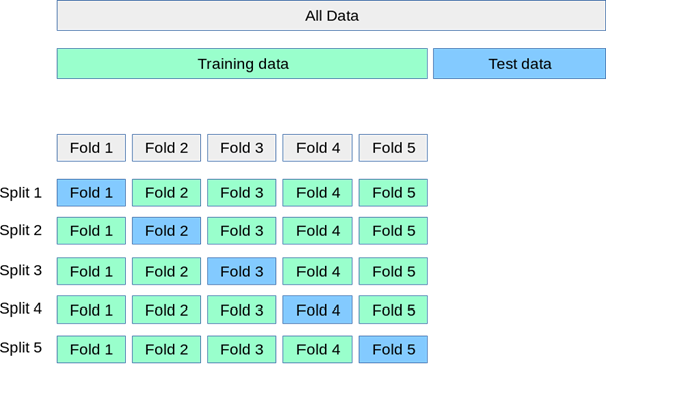 All Data
Training data Test data
Fold 1 Fold 2 Fold 3 Fold 4 Fold 5
Split 1 Fold 1 Fold 2 Fold 3 Fold 4 Fold 5
Split 2 Fold 1 Fold 2 Fold 3 Fold 4 Fold 5
Split 3 Fold 1 Fold 2 Fold 3 Fold 4 Fold 5
Split 4 Fold 1 Fold 2 Fold 3 Fold 4 Fold 5
Split 5 Fold 1 Fold 2 Fold 3 Fold 4 Fold 5